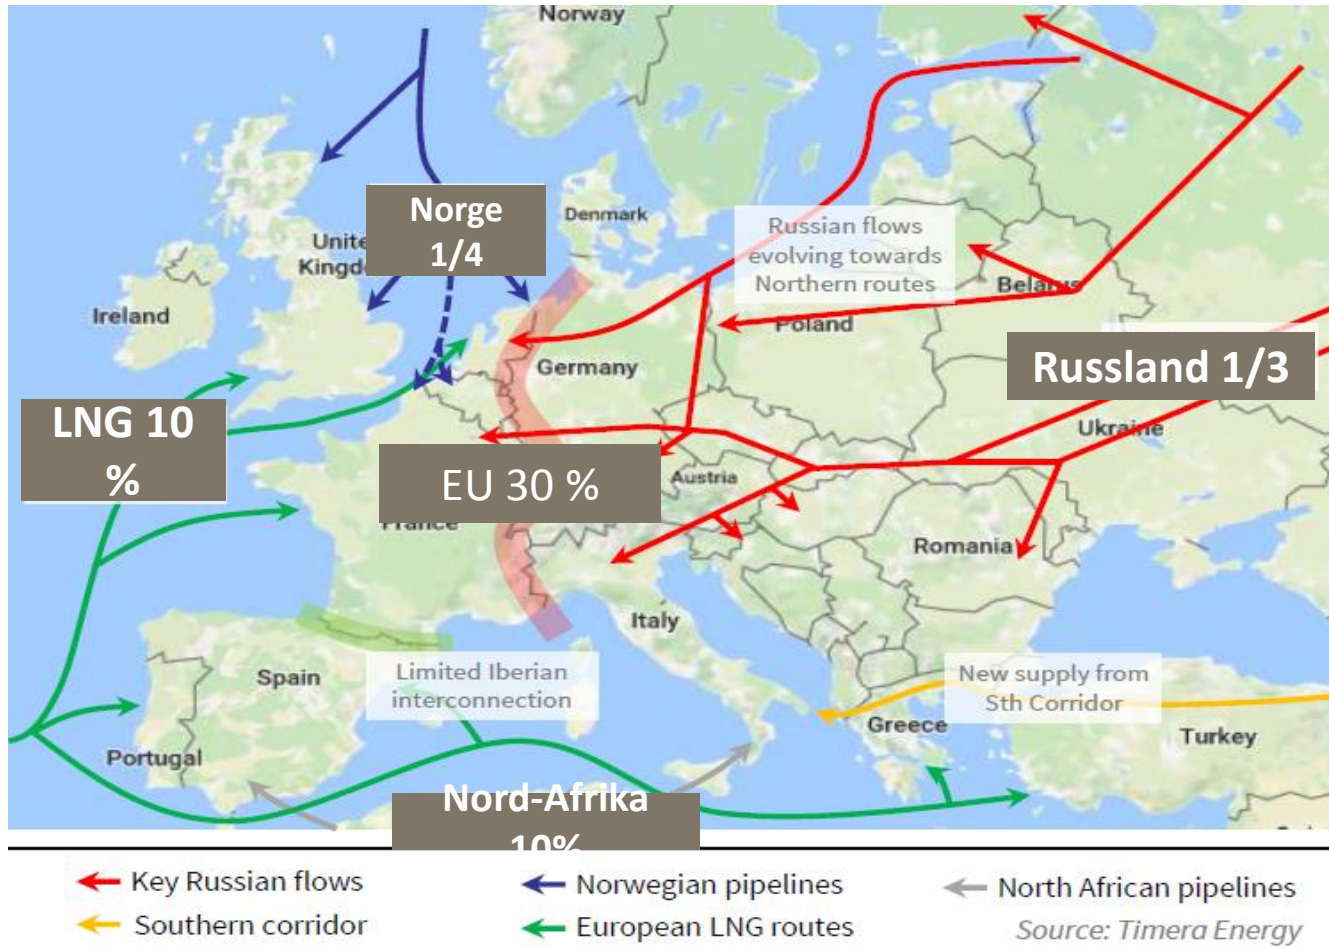 Norway
Norge
1/4
Denmark
Unite
Kingd
Russian flows
evolving towards
Northern routes
Belarus
Ireland
Poland
Germany
Russland 1/3
LNG 10
%
Ukraine
EU 30 %
Austria
France
Romania
Italy
Spain
Limited Iberian
interconnection
New supply from
Sth Corridor
Greece
Turkey
Portugal
Nord-Afrika
10%
Key Russian flows
Norwegian pipelines
North African pipelines
Southern corridor
European LNG routes
Source: Timera Energy